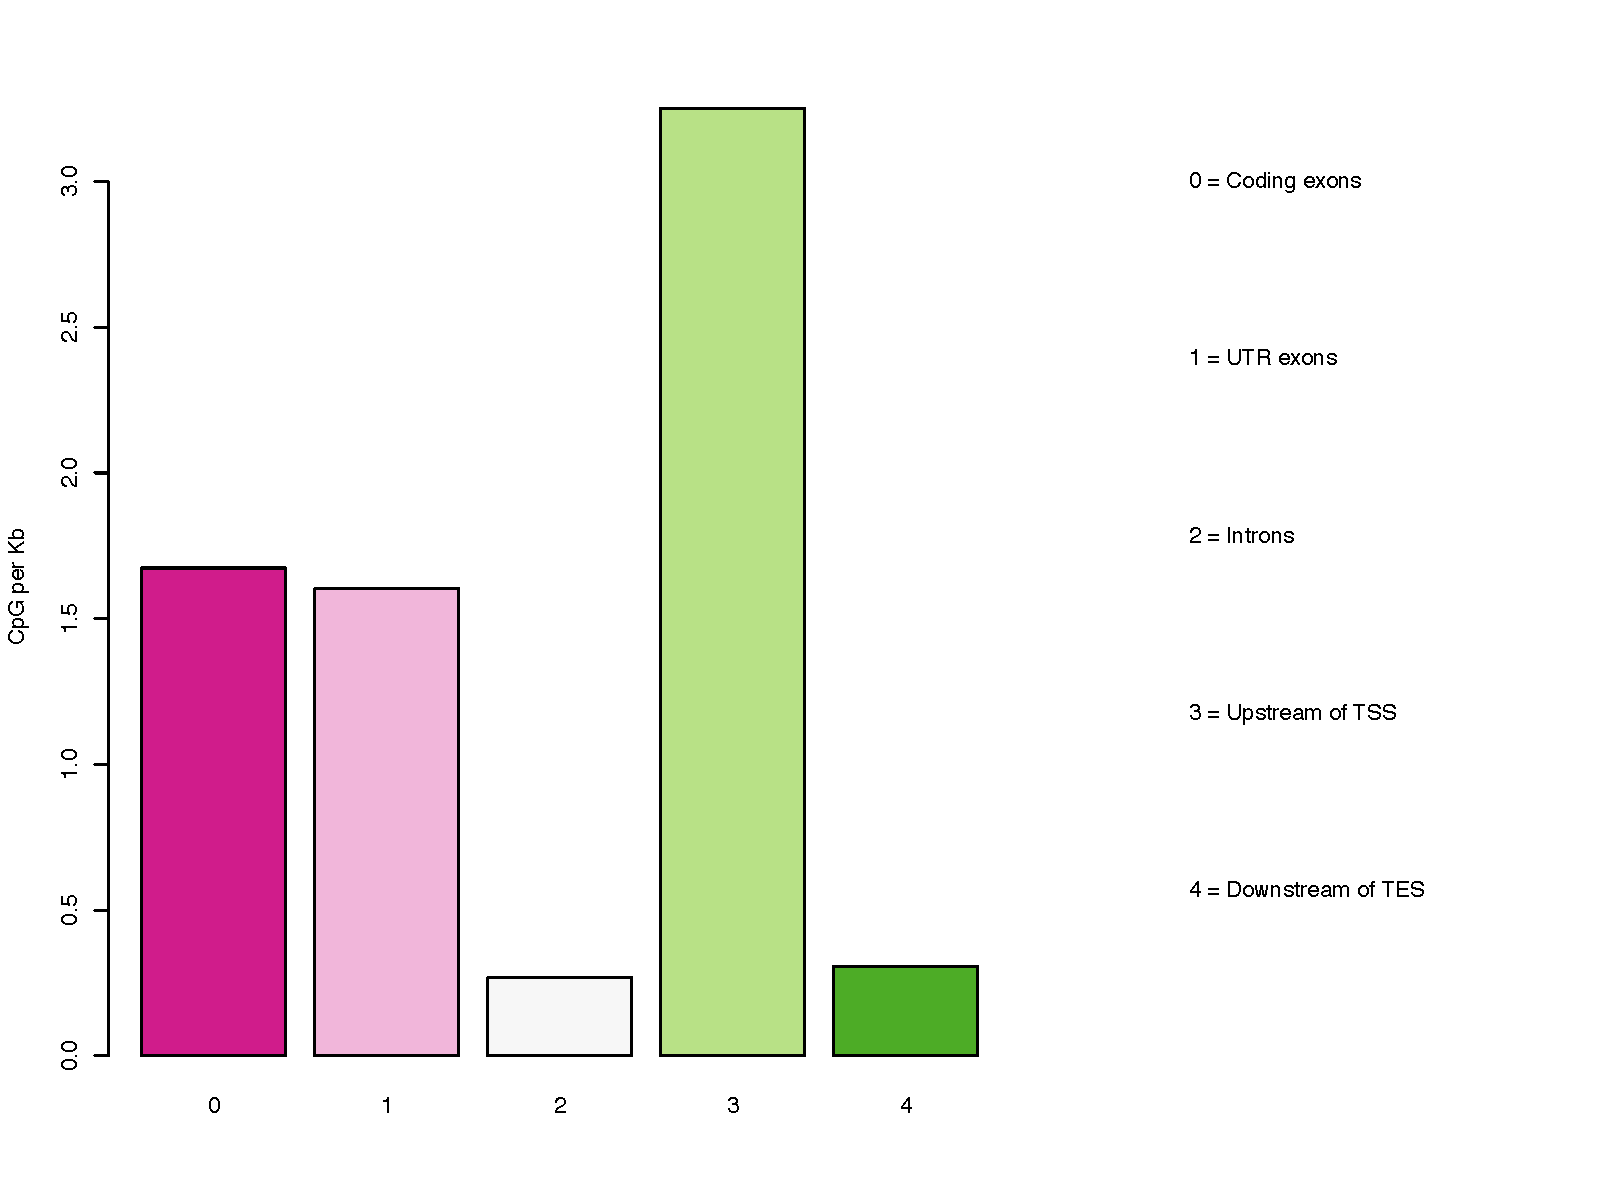 CpG per Kb
3.0
2.5
2.0
1.5
1.0
0.5
0.0
0 1 2 3 4
0 = Coding exons
1 = UTR exons
2 = Introns
3 = Upstream of TSS
4 = Downstream of TES